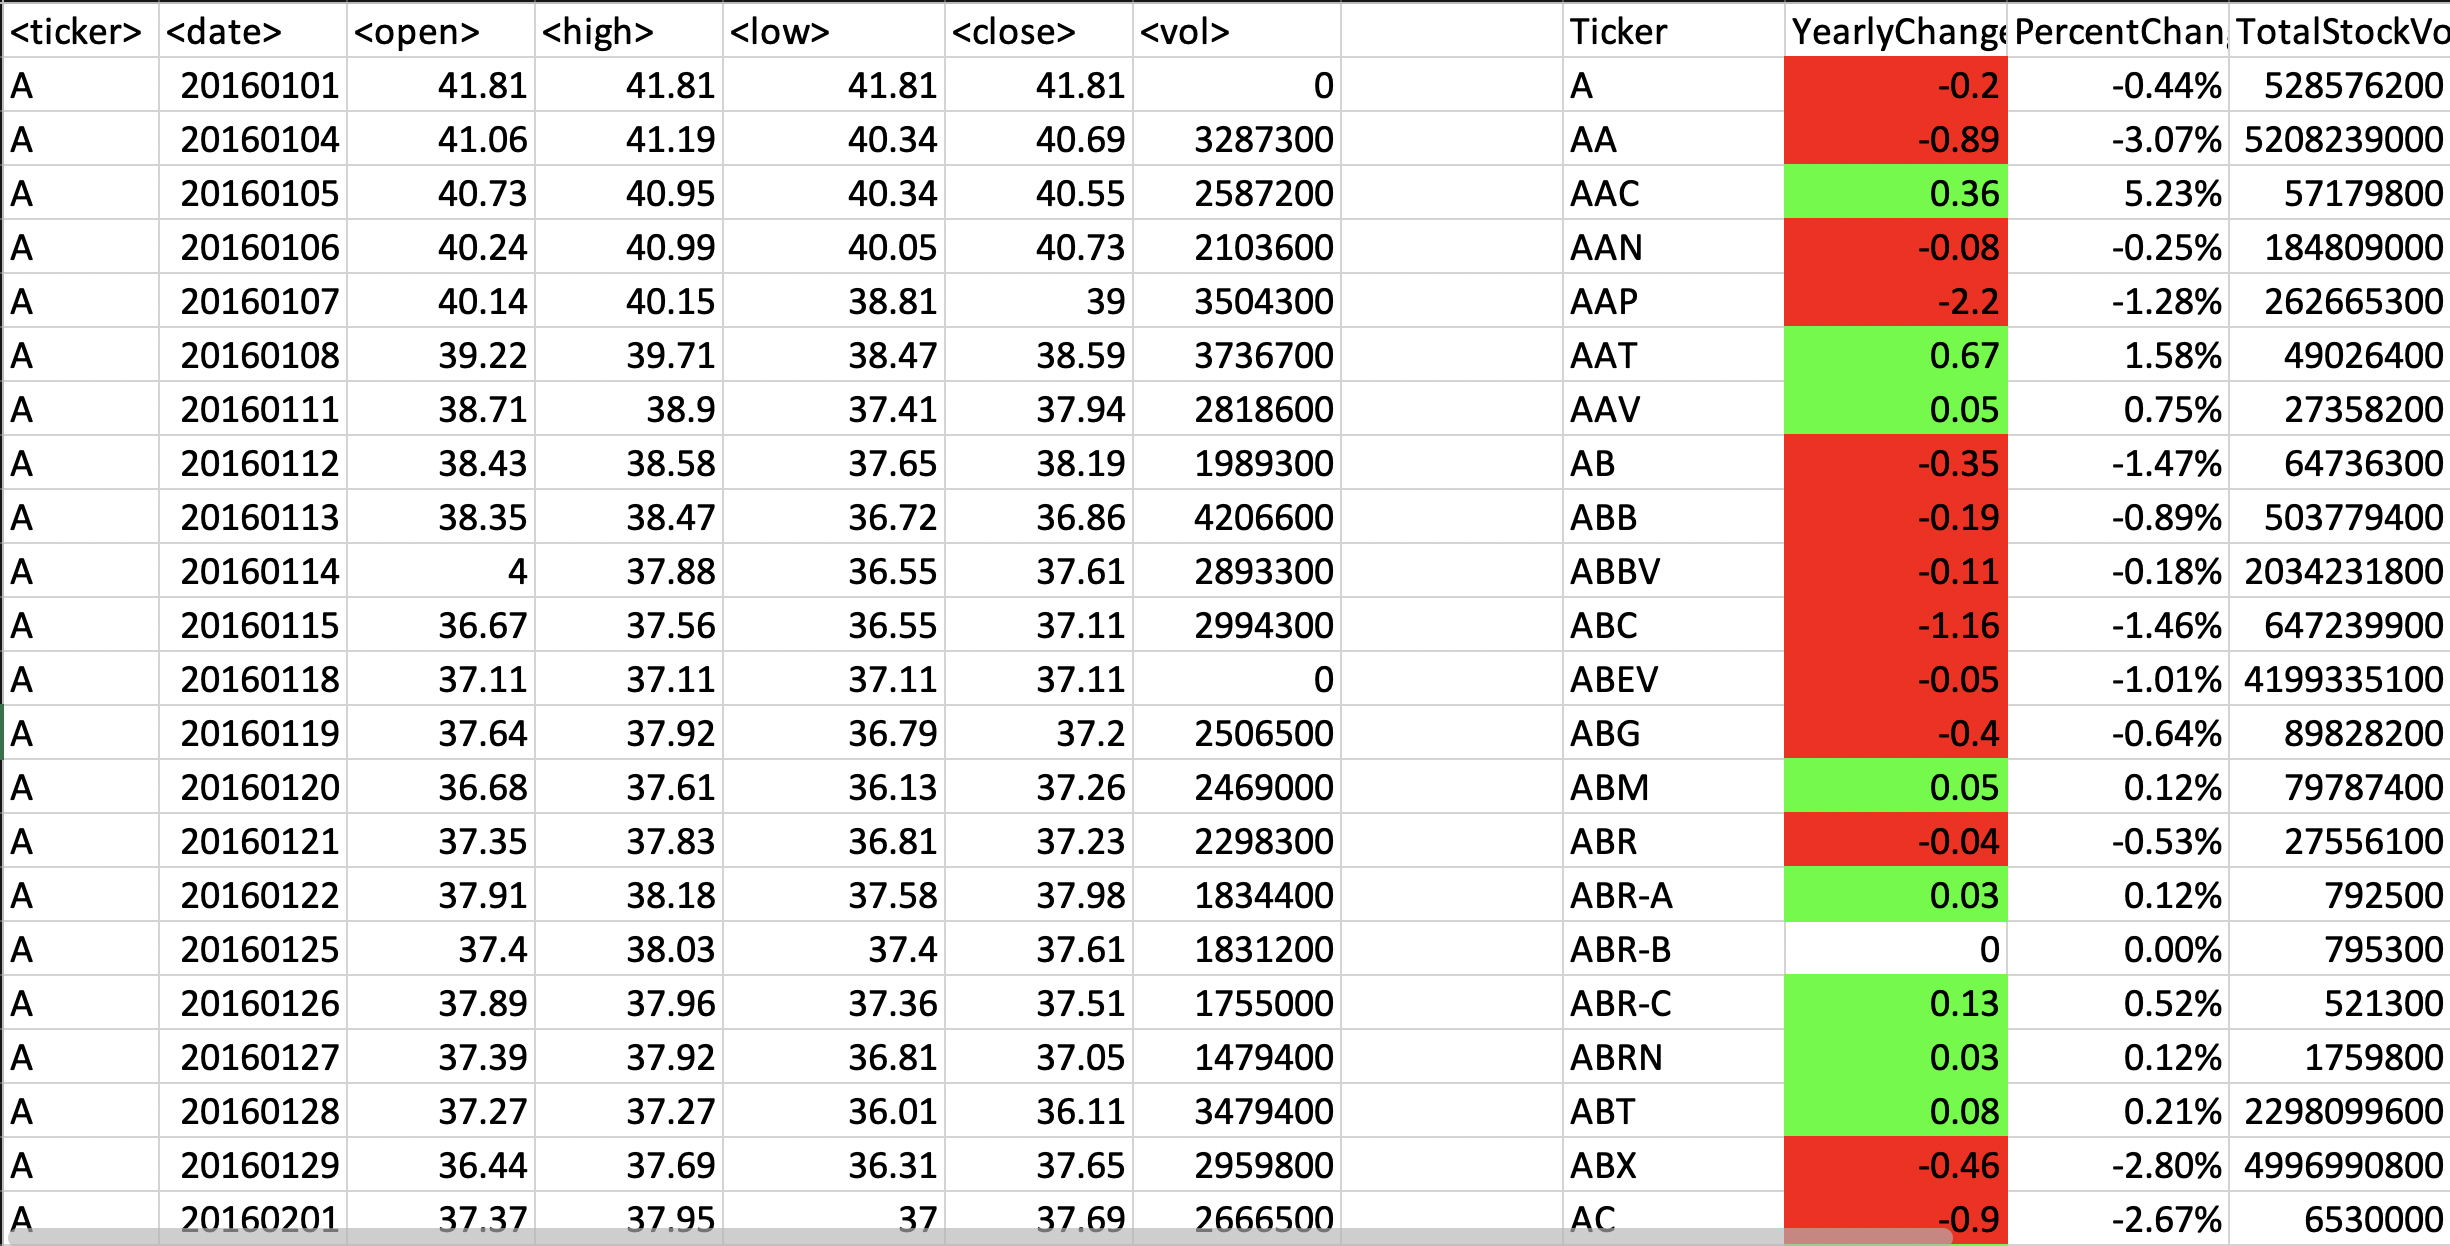 <ticker> <date> <open> <high> <low> <close> <vol> Ticker YearlyChange PercentChan TotalStockVo
A 20160101 41.81 41.81 41.81 41.81 0 A -0.2 -0.44% 528576200
A 20160104 41.06 41.19 40.34 40.69 3287300 AA -0.89 -3.07% 5208239000
A 20160105 40.73 40.95 40.34 40.55 2587200 AAC 0.36 5.23% 57179800
A 20160106 40.24 40.99 40.05 40.73 2103600 AAN -0.08 -0.25% 184809000
A 20160107 40.14 40.15 38.81 39 3504300 AAP -2.2 -1.28% 262665300
A 20160108 39.22 39.71 38.47 38.59 3736700 AAT 0.67 1.58% 49026400
A 20160111 38.71 38.9 37.41 37.94 2818600 AAV 0.05 0.75% 27358200
A 20160112 38.43 38.58 37.65 38.19 1989300 AB -0.35 -1.47% 64736300
A 20160113 38.35 38.47 36.72 36.86 4206600 ABB -0.19 -0.89% 503779400
A 20160114 4 37.88 36.55 37.61 2893300 ABBV -0.11 -0.18% 2034231800
A 20160115 36.67 37.56 36.55 37.11 2994300 ABC -1.16 -1.46% 647239900
A 20160118 37.11 37.11 37.11 37.11 0 ABEV -0.05 -1.01% 4199335100
A 20160119 37.64 37.92 36.79 37.2 2506500 ABG -0.4 -0.64% 89828200
A 20160120 36.68 37.61 36.13 37.26 2469000 ABM 0.05 0.12% 79787400
A 20160121 37.35 37.83 36.81 37.23 2298300 ABR -0.04 -0.53% 27556100
A 20160122 37.91 38.18 37.58 37.98 1834400 ABR-A 0.03 0.12% 792500
A 20160125 37.4 38.03 37.4 37.61 1831200 ABR-B 0 0.00% 795300
A 20160126 37.89 37.96 37.36 37.51 1755000 ABR-C 0.13 0.52% 521300
A 20160127 37.39 37.92 36.81 37.05 1479400 ABRN 0.03 0.12% 1759800
A 20160128 37.27 37.27 36.01 36.11 3479400 ABT 0.08 0.21% 2298099600
A 20160129 36.44 37.69 36.31 37.65 2959800 ABX -0.46 -2.80% 4996990800
A 20160201 37.37 37.95 37 37.69 2666500 AC -0.9 -2.67% 6530000